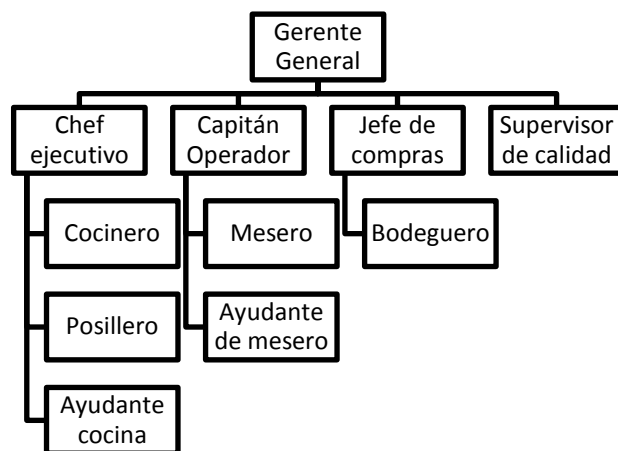 Gerente
General
Chef
ejecutivo
Capitán
Operador
Jefe de
compras
Supervisor
de calidad
Cocinero
Mesero
Bodeguero
Posillero
Ayudante
de mesero
Ayudante
cocina